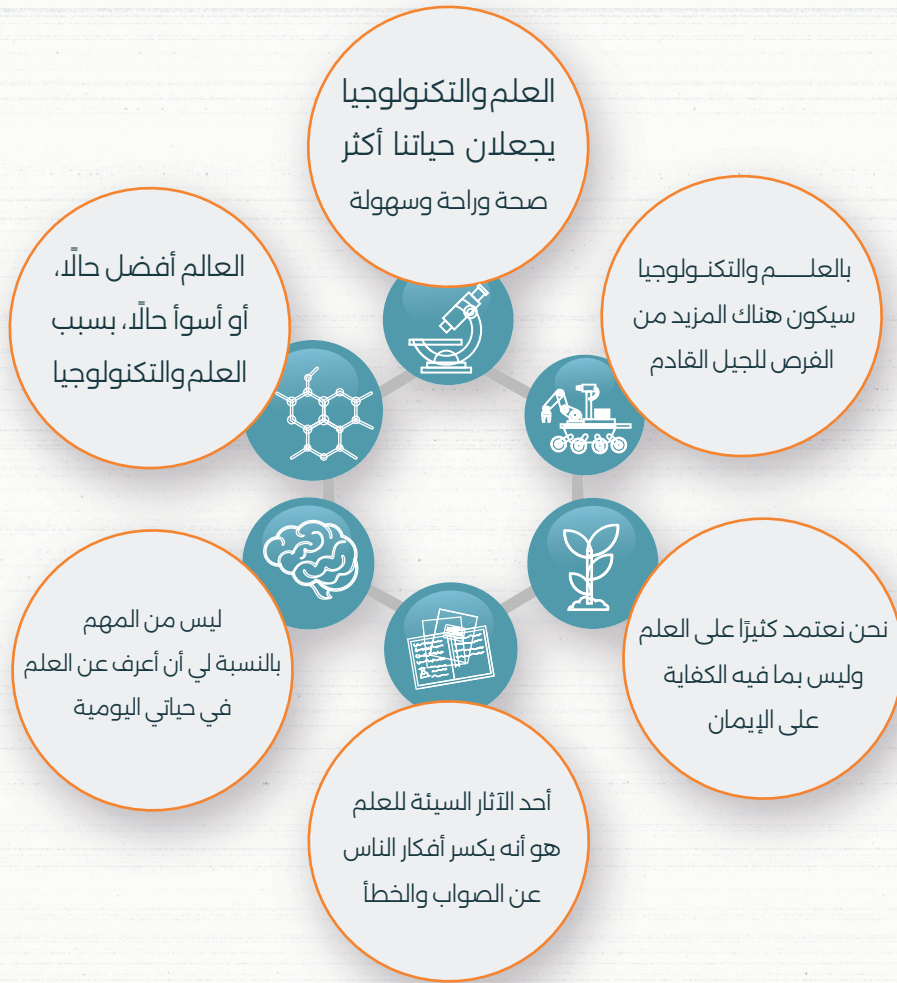 العلم والتكنولوجيا
يجعلان حياتنا أكثر
صحة وراحة وسهولة
بالعلـــــم والتكنـولوجيا
سيكون هناك المزيد من
الفرص للجيل القادم
نحن نعتمد كثيرًا على العلم
وليس بما فيه الكفاية
على الإيمان
أحد الآثار السيئة للعلم
هو أنه يكسر أفكار الناس
عن الصواب والخطأ
ليس من المهم
بالنسبة لي أن أعرف عن العلم
في حياتي اليومية
العالم أفضل حالًا،
أو أسوأ حالًا، بسبب
العلم والتكنولوجيا